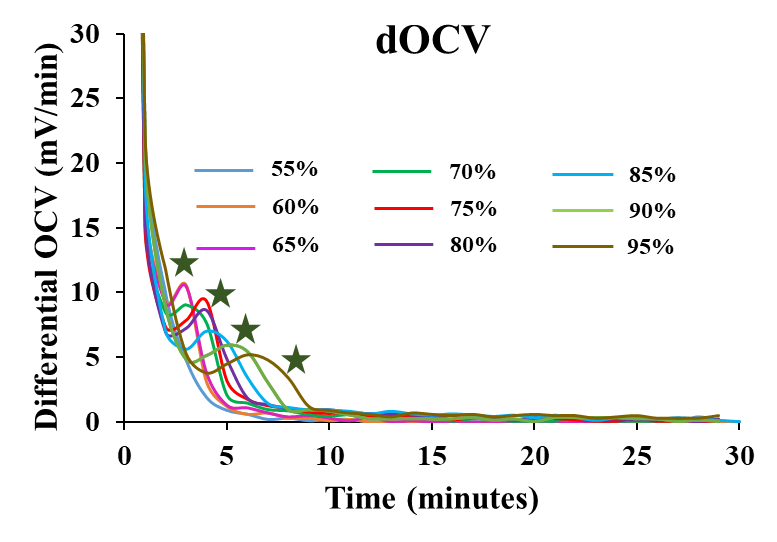 dOCV
Differential OCV (mV/min)
30
25
20
15
10
5
0
55% 70% 85%
60% 75% 90%
65% 80% 95%
0 5 10 15 20 25 30
Time (minutes)